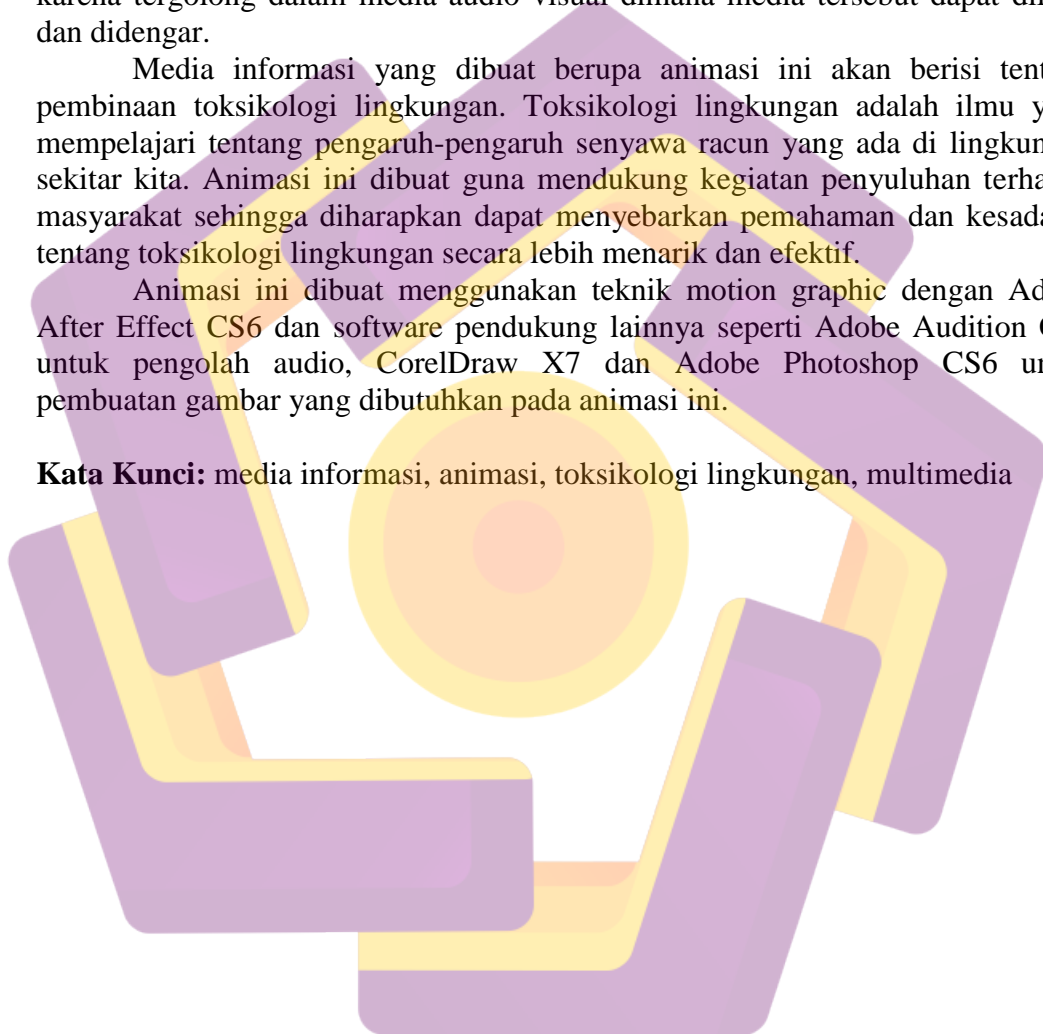 karena tergolong dalam media audio visual dimana media tersebut dapat
dan didengar.
Media informasi yang dibuat berupa animasi ini akan berisi
pembinaan toksikologi lingkungan. Toksikologi lingkungan adalah ilmu
mempelajari tentang pengaruh-pengaruh senyawa racun yang ada di
sekitar kita. Animasi ini dibuat guna mendukung kegiatan penyuluhan
masyarakat sehingga diharapkan dapat menyebarkan pemahaman dan
tentang toksikologi lingkungan secara lebih menarik dan efektif.
Animasi ini dibuat menggunakan teknik motion graphic dengan
After Effect CS6 dan software pendukung lainnya seperti Adobe Audition
untuk pengolah audio, CorelDraw X7 dan Adobe Photoshop CS6
pembuatan gambar yang dibutuhkan pada animasi ini.
Kata Kunci: media informasi, animasi, toksikologi lingkungan, multimedia